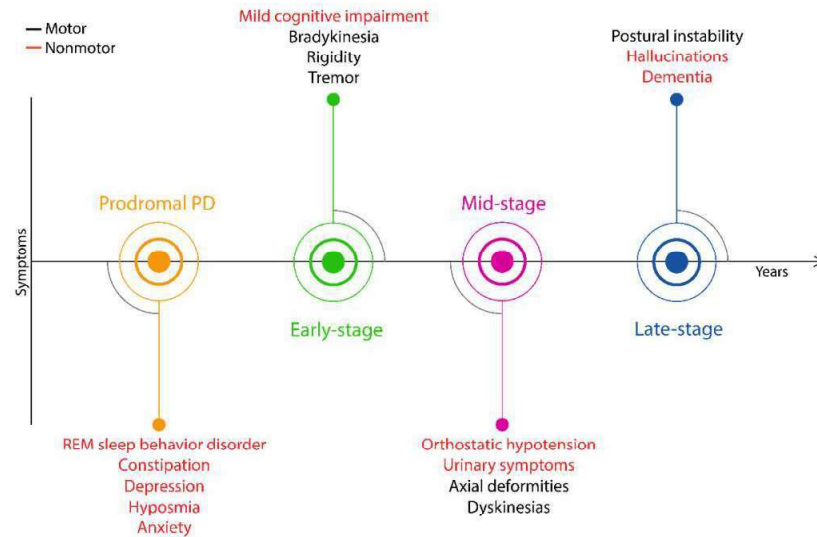 Motor
Nonmotor
Mild cognitive impairment
Bradykinesia
Rigidity
Tremor
Postural instability
Hallucinations
Dementia
Prodromal PD
Mid-stage
Symptoms
Years
Early-stage
Late-stage
REM sleep behavior disorder
Constipation
Depression
Hyposmia
Anxiety
Orthostatic hypotension
Urinary symptoms
Axial deformities
Dyskinesias